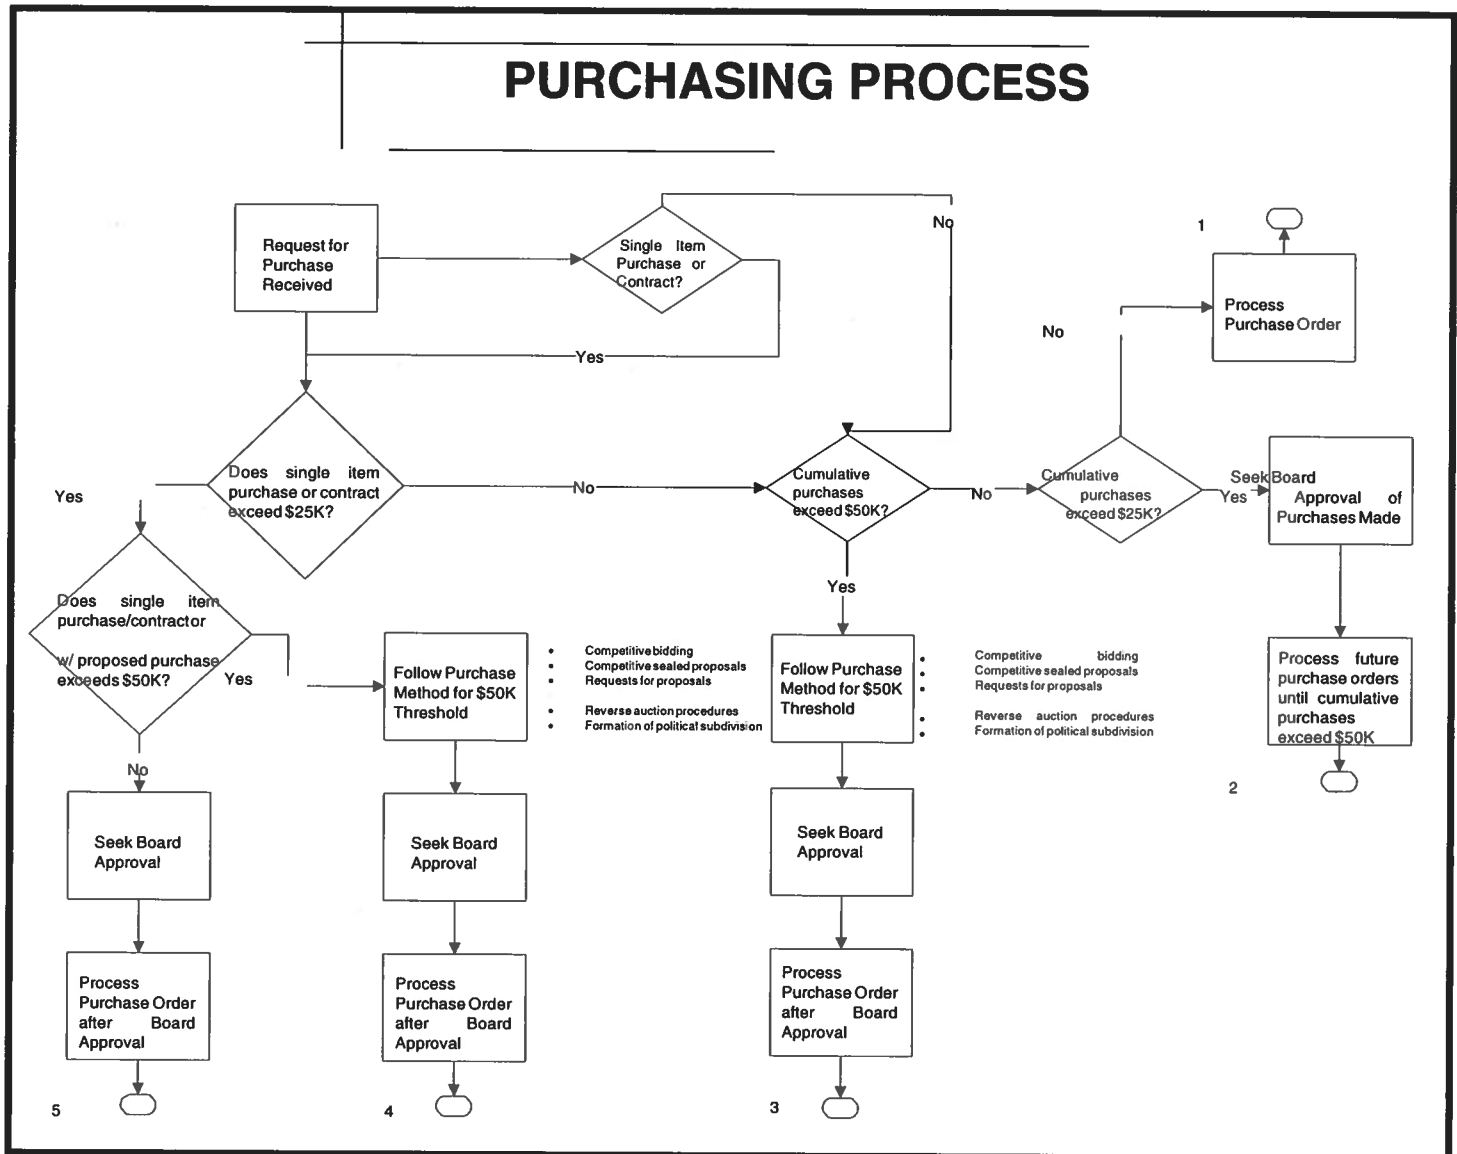 PURCHASING PROCESS
Request for
Purchase
Received
Single Item
Purchase or
Contract?
No
1
Process
Purchase Order
No
Yes
Does single item
purchase or contract
exceed $25K?
Yes
No
Cumulative
purchases
exceed $50K?
No
Cumulative
purchases
exceed $25K?
Yes
Seek Board
Approval of
Purchases Made
Yes
Does single item
purchase/contractor
w/ proposed purchase
exceeds $50K?
Yes
Follow Purchase
Method for $50K
Threshold
• Competitive bidding
• Competitive sealed proposals
• Requests for proposals
• Reverse auction procedures
• Formation of political subdivision
Follow Purchase
Method for $50K
Threshold
• Competitive bidding
• Competitive sealed proposals
• Requests for proposals
• Reverse auction procedures
• Formation of political subdivision
Process future
purchase orders
until cumulative
purchases
exceed $50K
2
No
Seek Board
Approval
Seek Board
Approval
Seek Board
Approval
Process
Purchase Order
after Board
Approval
Process
Purchase Order
after Board
Approval
Process
Purchase Order
after Board
Approval
5
4
3